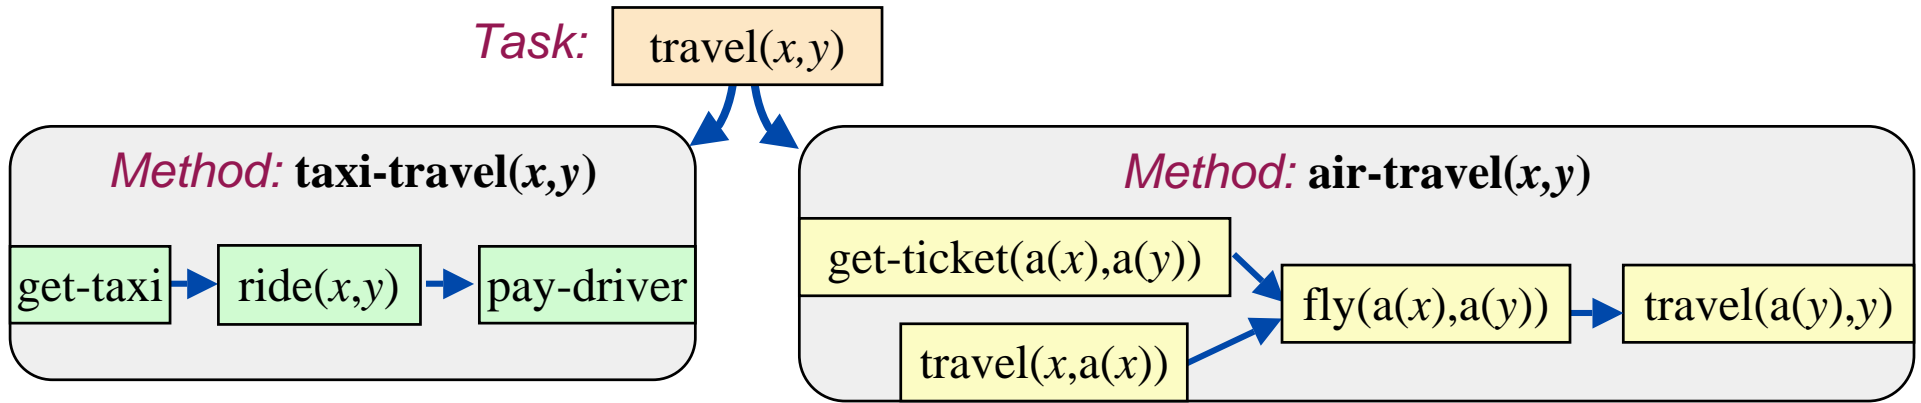 Task: travel(x,y)
Method: taxi-travel(x,y)
get-taxi ride(x,y) pay-driver
Method: air-travel(x,y)
get-ticket(a(x),a(y))
travel(x,a(x))
fly(a(x),a(y))
travel(a(y),y)